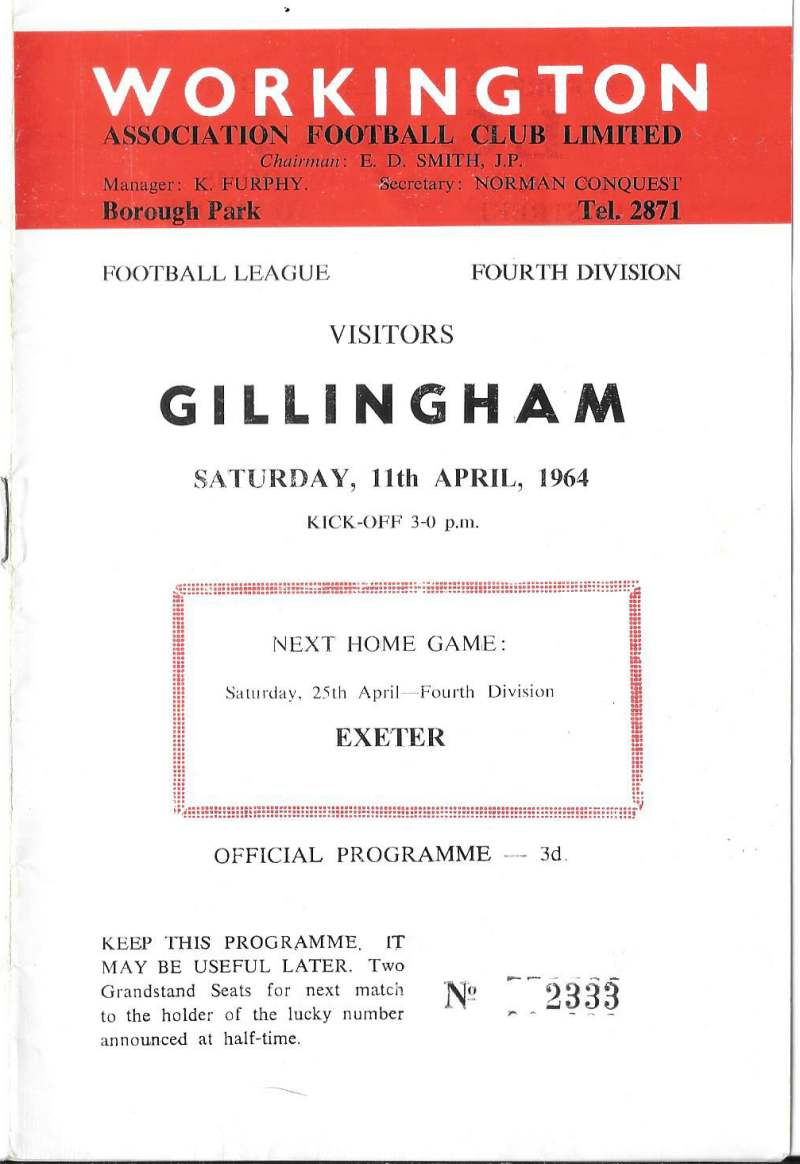 WORKINGTON
ASSOCIATION FOOTBALL CLUB LIMITED
Chairman: E. D. SMITH, J.P.
Manager: K. FURPHY. Secretary: NORMAN CONQUEST
Borough Park Tel. 2871
FOOTBALL LEAGUE FOURTH DIVISION
VISITORS
GILLINGHAM
SATURDAY, 11th APRIL, 1964
KICK-OFF 3-0 p.m.
NEXT HOME GAME:
Saturday, 25th April—Fourth Division
EXETER
OFFICIAL PROGRAMME — 3d.
KEEP THIS PROGRAMME. IT
MAY BE USEFUL LATER. Two
Grandstand Seats for next match
to the holder of the lucky number
announced at half-time.
Nº 2333